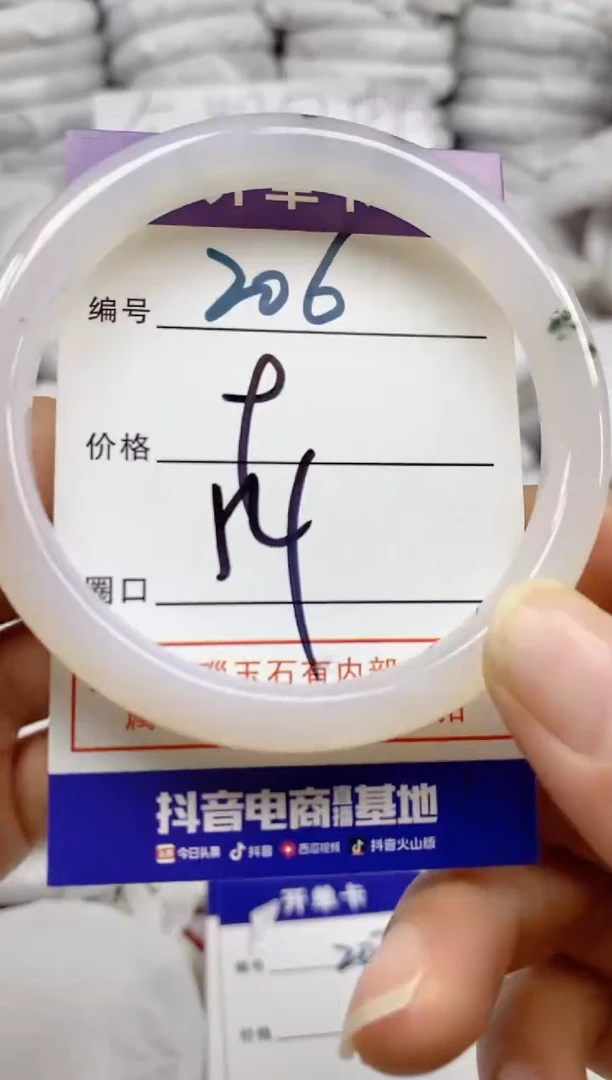 编号 206
价格
圈口
玉石有内部
抖音电商直播基地
今日头条 抖音 西瓜视频 抖音火山版
开单卡
编号 20
价格